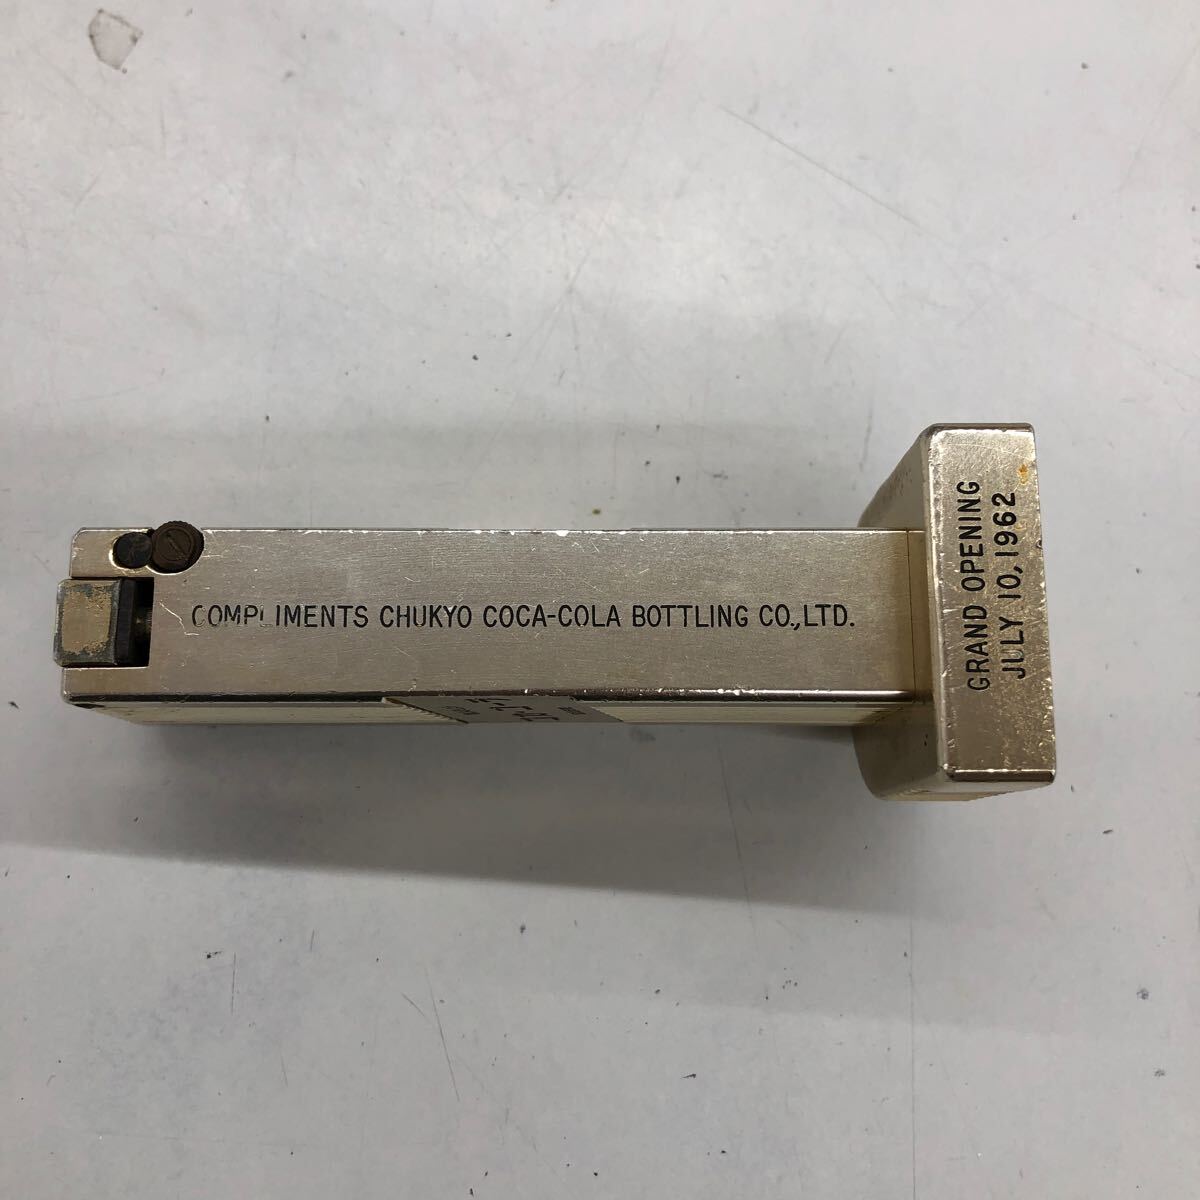 COMPLIMENTS CHUKYO COCA-COLA BOTTLING CO.,LTD.
GRAND OPENING
JULY 10, 1962